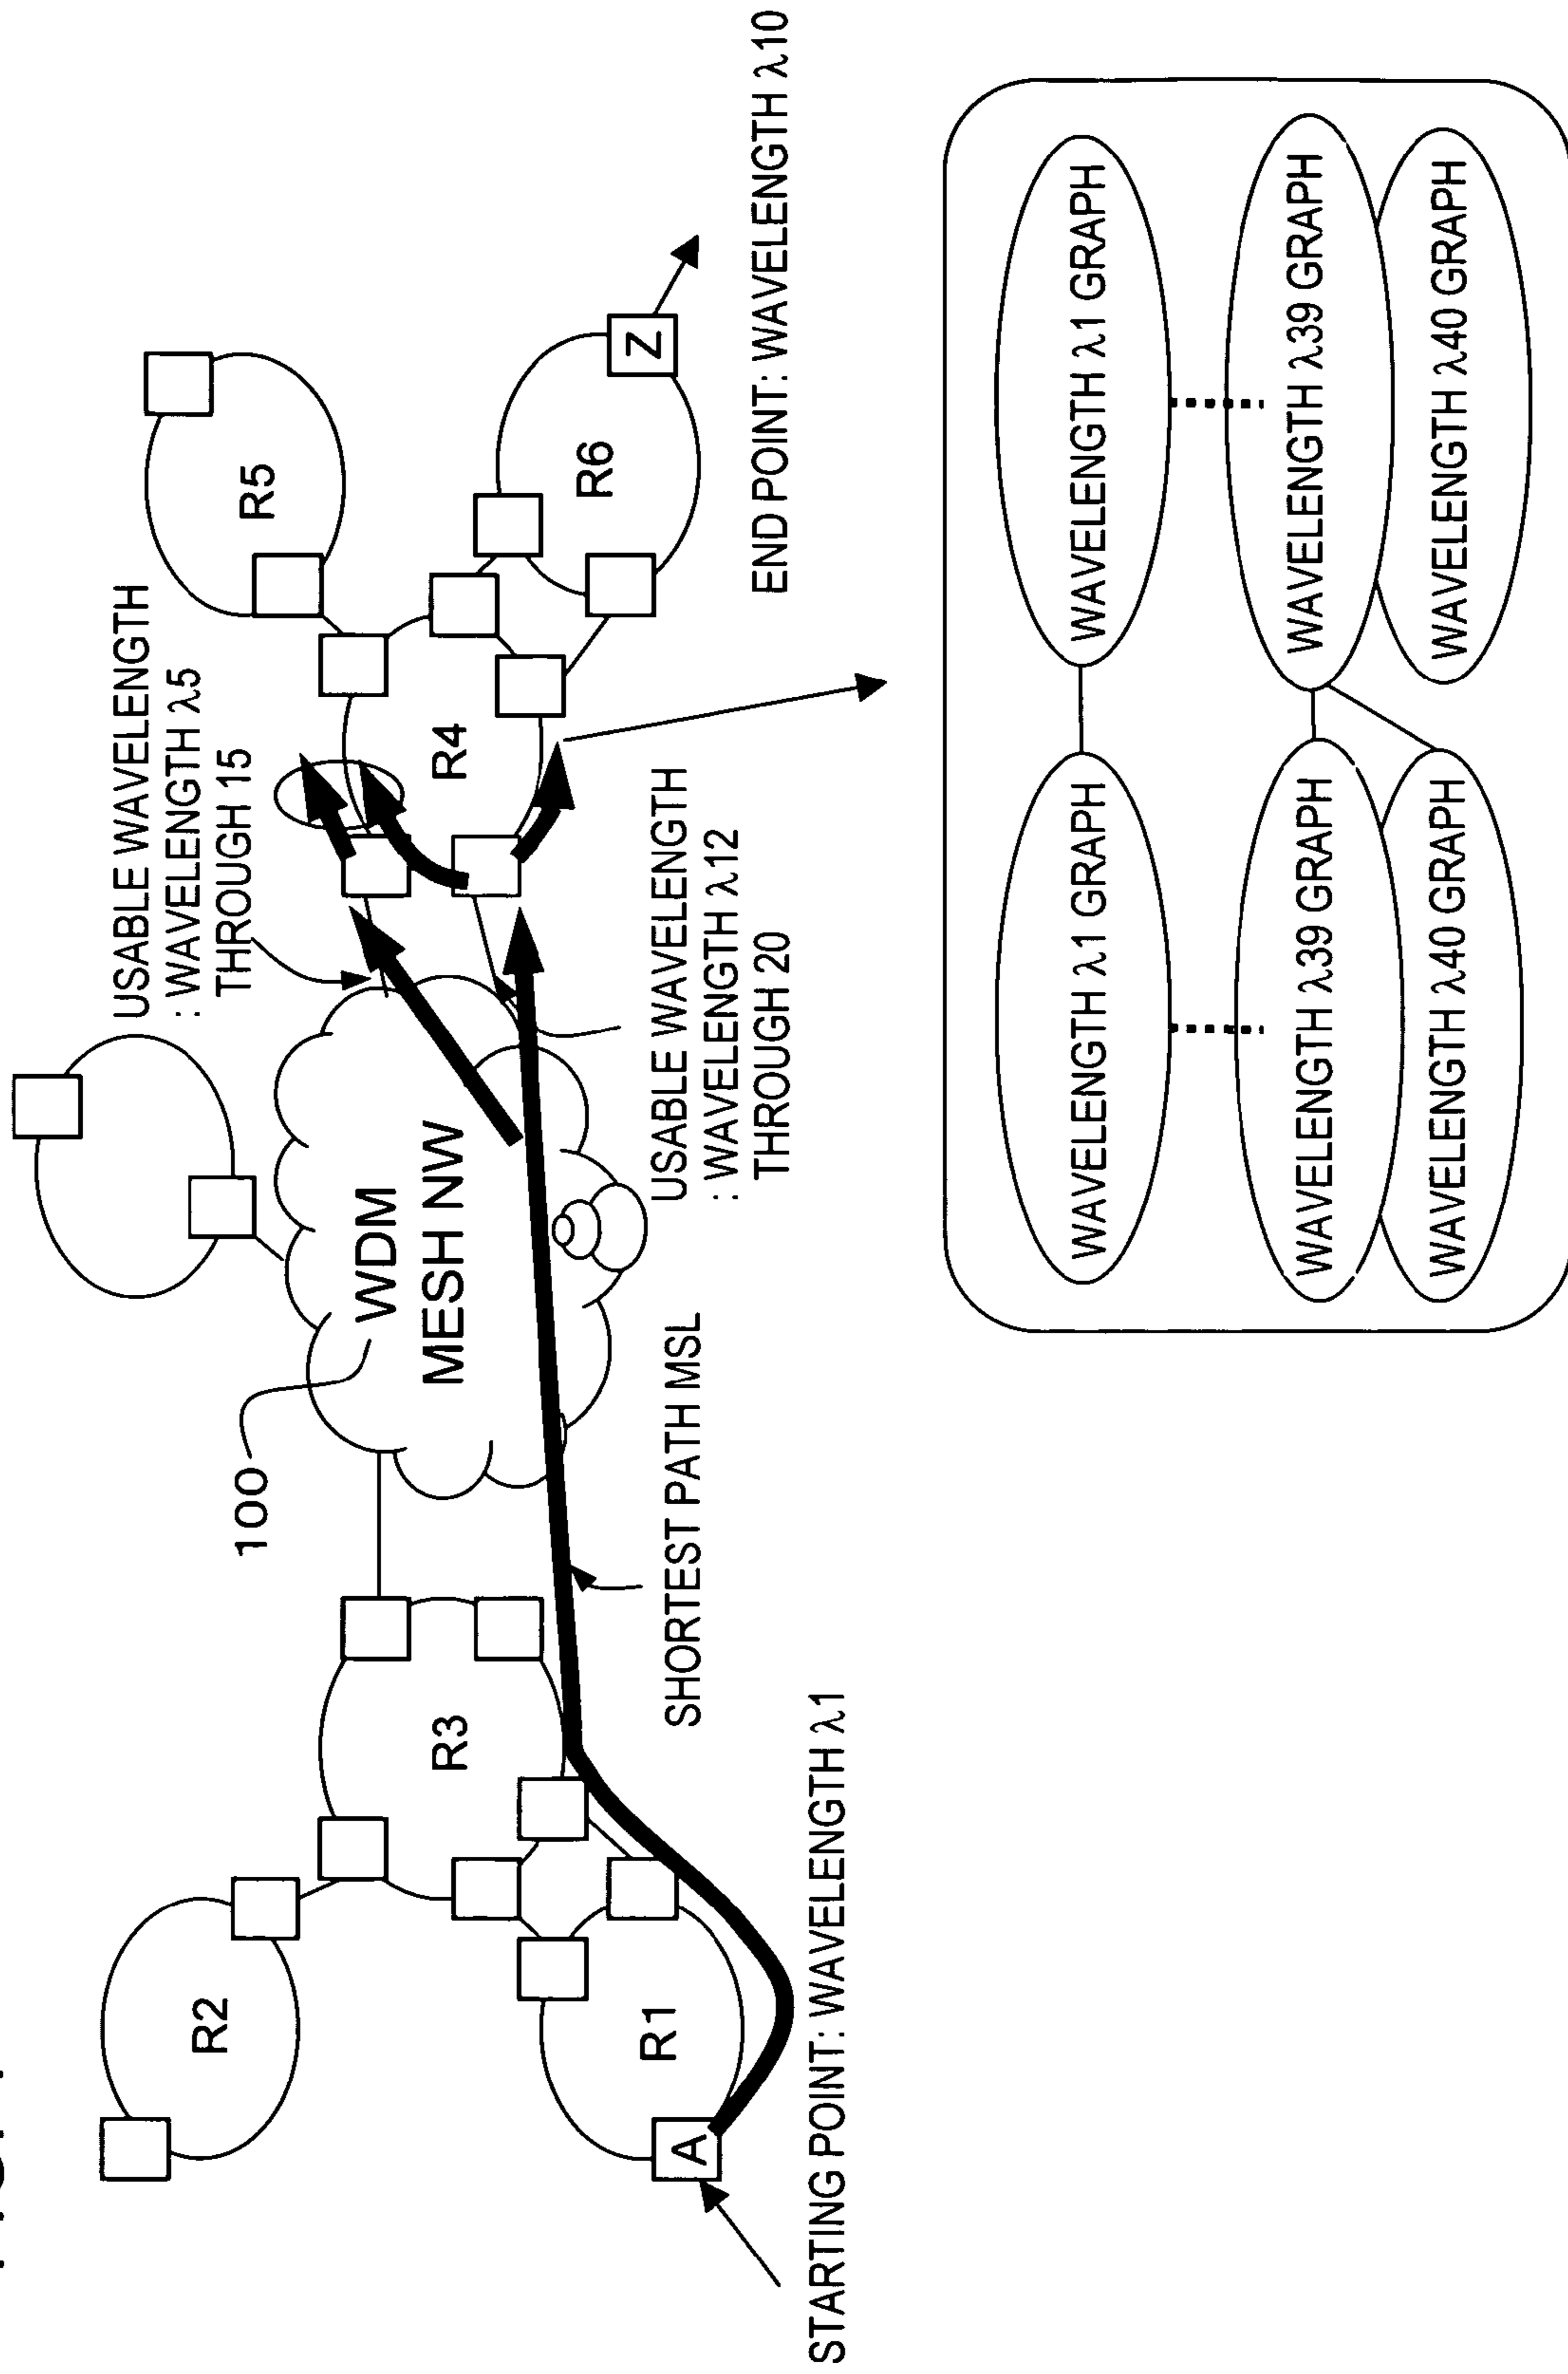 USABLE WAVELENGTH
: WAVELENGTH λ5
THROUGH 15
R5
R2
100
WDM
MESH NW
R3
R4
R6
R1
A
Z
SHORTEST PATH MSL
USABLE WAVELENGTH
: WAVELENGTH λ12
THROUGH 20
STARTING POINT: WAVELENGTH λ1
END POINT: WAVELENGTH λ10
WAVELENGTH λ1 GRAPH
WAVELENGTH λ1 GRAPH
WAVELENGTH λ39 GRAPH
WAVELENGTH λ39 GRAPH
WAVELENGTH λ40 GRAPH
WAVELENGTH λ40 GRAPH